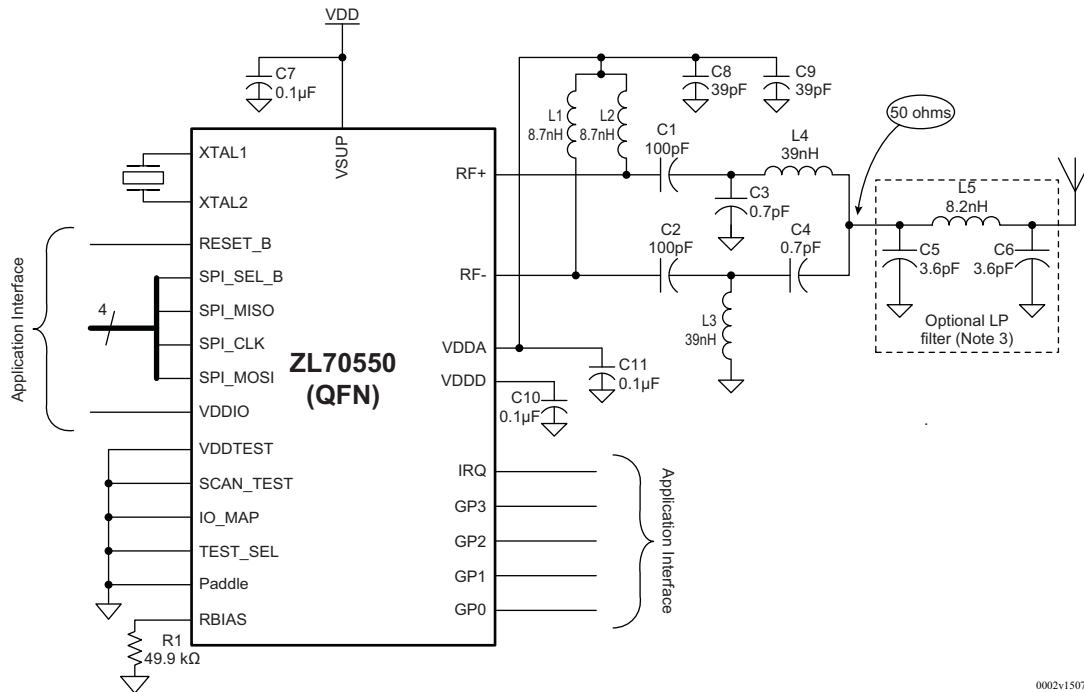 VDD
C7
0.1µF
C8
39pF
C9
39pF
L1
8.7nH
L2
8.7nH
C1
100pF
L4
39nH
50 ohms
XTAL1
XTAL2
VSUP
RF+
C3
0.7pF
L5
8.2nH
C2
100pF
C4
0.7pF
C5
3.6pF
C6
3.6pF
RF-
Application Interface
RESET_B
SPI_SEL_B
4
SPI_MISO
SPI_CLK
SPI_MOSI
VDDIO
ZL70550
(QFN)
L3
39nH
Optional LP
filter (Note 3)
VDDA
VDDD
C11
0.1µF
C10
0.1µF
VDDTEST
SCAN_TEST
IO_MAP
TEST_SEL
Paddle
RBIAS
R1
49.9 kΩ
IRQ
GP3
GP2
GP1
GP0
Application Interface
0002v1507